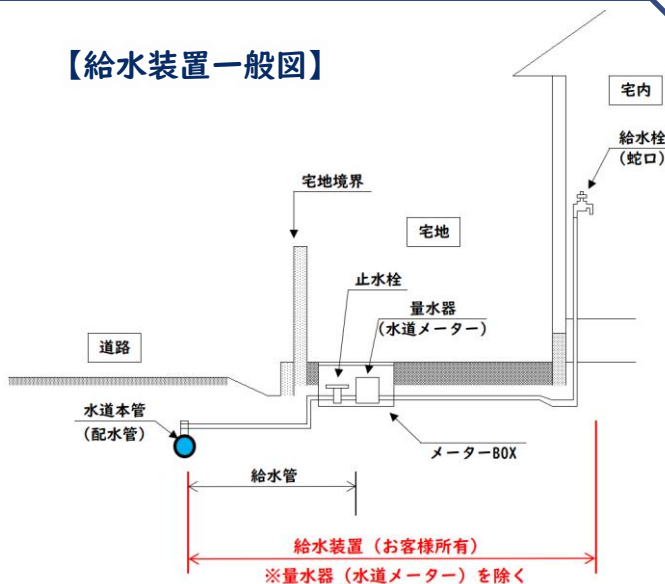 【給水装置一般図】
宅内
給水栓
(蛇口)
宅地境界
宅地
止水栓
量水器
(水道メーター)
道路
水道本管
(配水管)
メーターBOX
給水管
給水装置(お客様所有)
※量水器(水道メーター)を除く